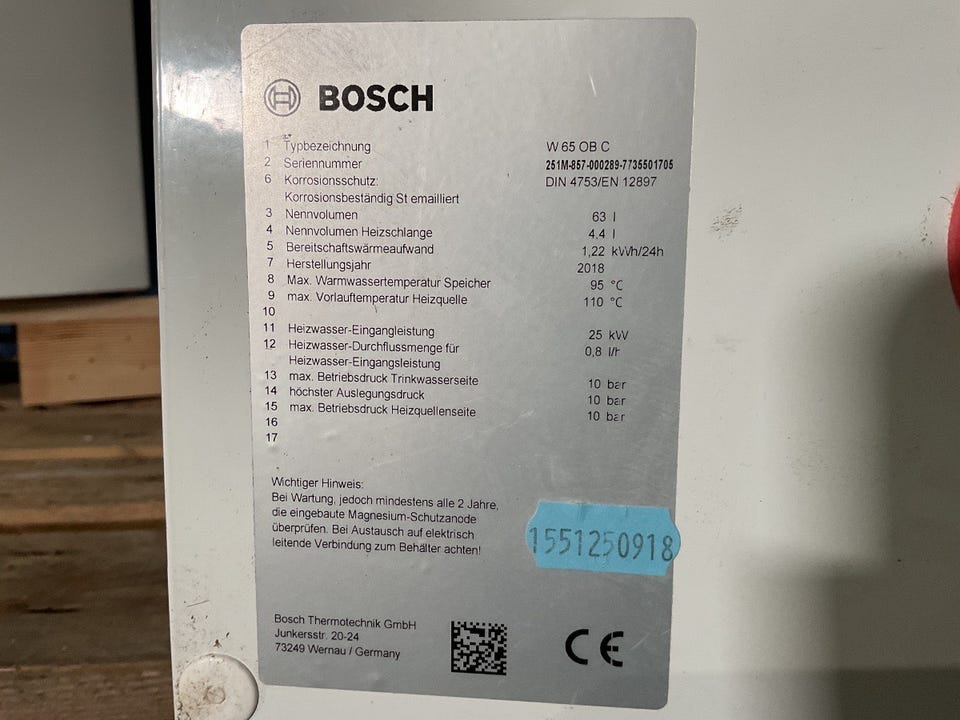 BOSCH
1 Typbezeichnung W 65 OB C
2 Seriennummer 251M-857-000289-7735501705
6 Korrosionsschutz: DIN 4753/EN 12897
Korrosionsbeständig St emailliert
3 Nennvolumen 63 l
4 Nennvolumen Heizschlange 4,4 l
5 Bereitschaftswärmeaufwand 1,22 kWh/24h
7 Herstellungsjahr 2018
8 Max. Warmwassertemperatur Speicher 95 °C
9 max. Vorlauftemperatur Heizquelle 110 °C
10
11 Heizwasser-Eingangleistung 25 kW
12 Heizwasser-Durchflussmenge für 0,8 l/h
Heizwasser-Eingangsleistung
13 max. Betriebsdruck Trinkwasserseite 10 bar
14 höchster Auslegungsdruck 10 bar
15 max. Betriebsdruck Heizquellenseite 10 bar
16
17
Wichtiger Hinweis:
Bei Wartung, jedoch mindestens alle 2 Jahre,
die eingebaute Magnesium-Schutzanode
überprüfen. Bei Austausch auf elektrisch
leitende Verbindung zum Behälter achten!
1551250918
Bosch Thermotechnik GmbH
Junkersstr. 20-24
73249 Wernau / Germany
CE